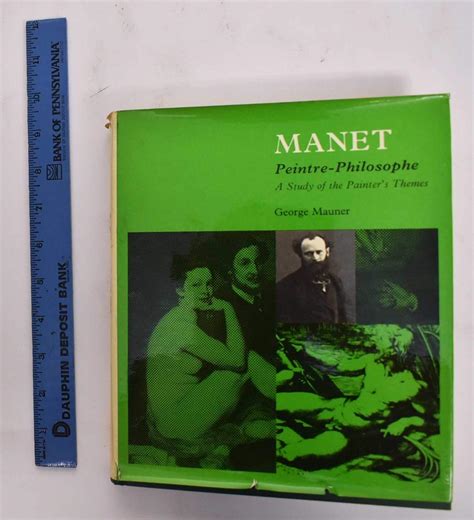 MANET
Peintre-Philosophe
A Study of the Painter's Themes
George Mauner
BANK OF PENNSYLVANIA
DAUPHIN DEPOSIT BANK